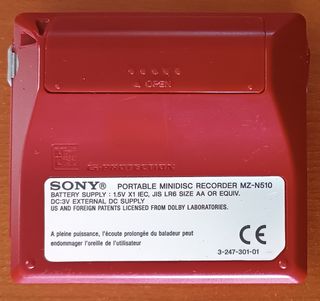 OPEN
G-PROTECTION
SONY® PORTABLE MINIDISC RECORDER MZ-N510
BATTERY SUPPLY : 1.5V X1 IEC, JIS LR6 SIZE AA OR EQUIV.
DC:3V EXTERNAL DC SUPPLY
US AND FOREIGN PATENTS LICENSED FROM DOLBY LABORATORIES.
A pleine puissance, l'écoute prolongée du baladeur peut
endommager l'oreille de l'utilisateur
CE
3-247-301-01